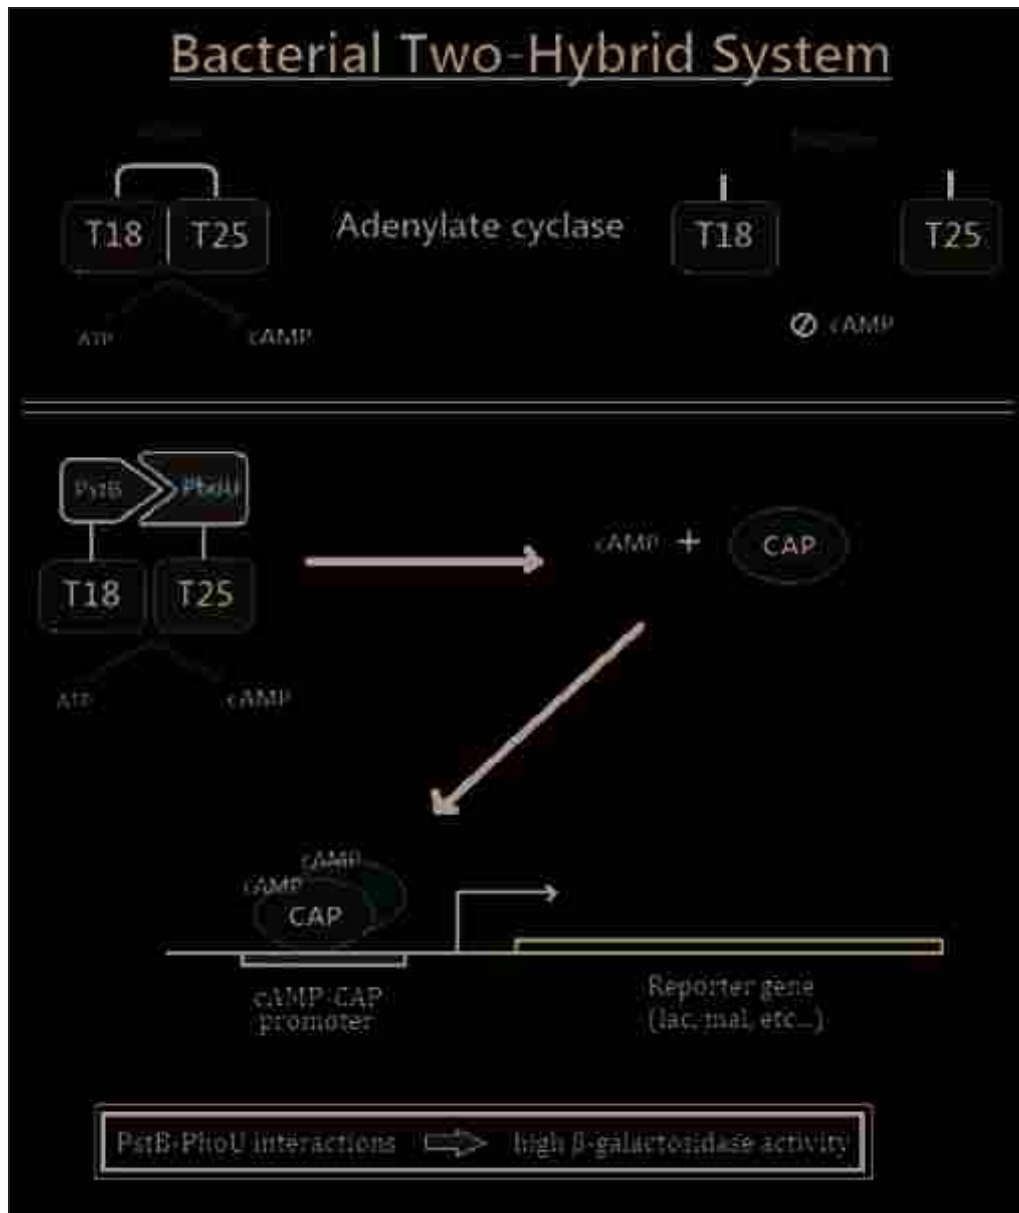 Bacterial Two-Hybrid System
T18 T25 Adenylate cyclase T18 T25
ATP cAMP cAMP
PstB PhoU
cAMP + CAP
T18 T25
ATP cAMP
cAMP
cAMP
CAP
cAMP-CAP
promoter
Reporter gene
(lac, mal, etc...)
PstB-PhoU interactions high β-galactosidase activity